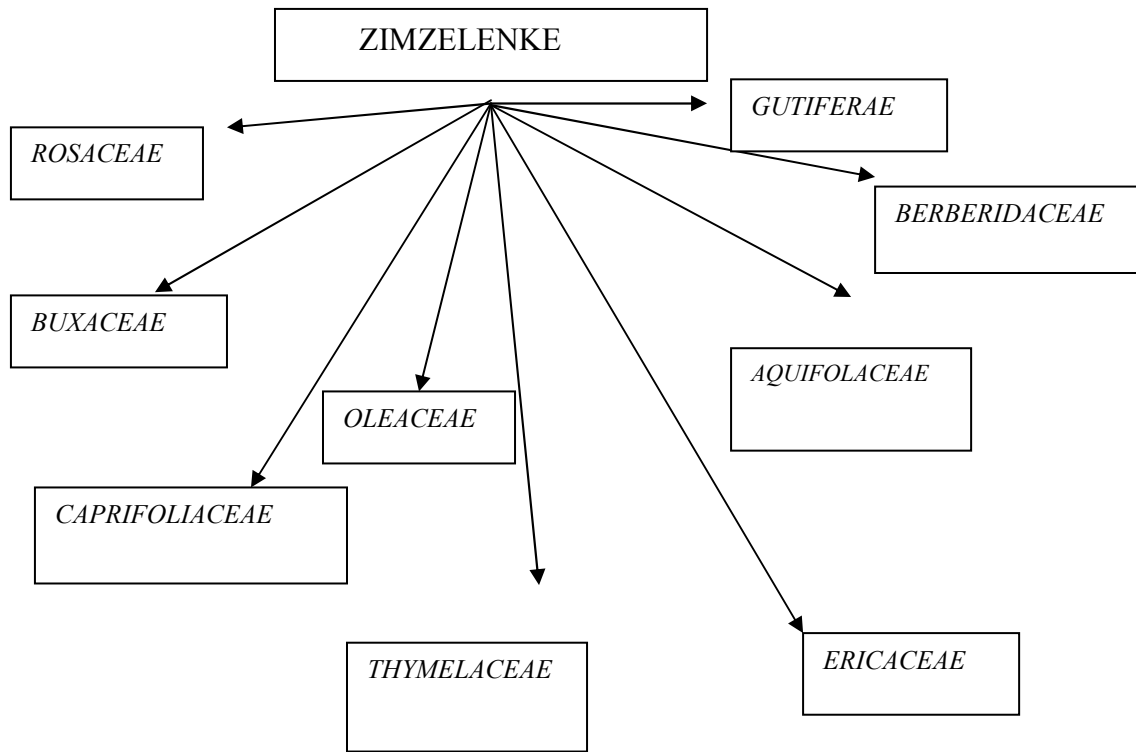 ZIMZELENKE
GUTIFERAE
ROSACEAE
BERBERIDACEAE
BUXACEAE
AQUIFOLACEAE
OLEACEAE
CAPRIFOLIACEAE
THYMELACEAE
ERICACEAE